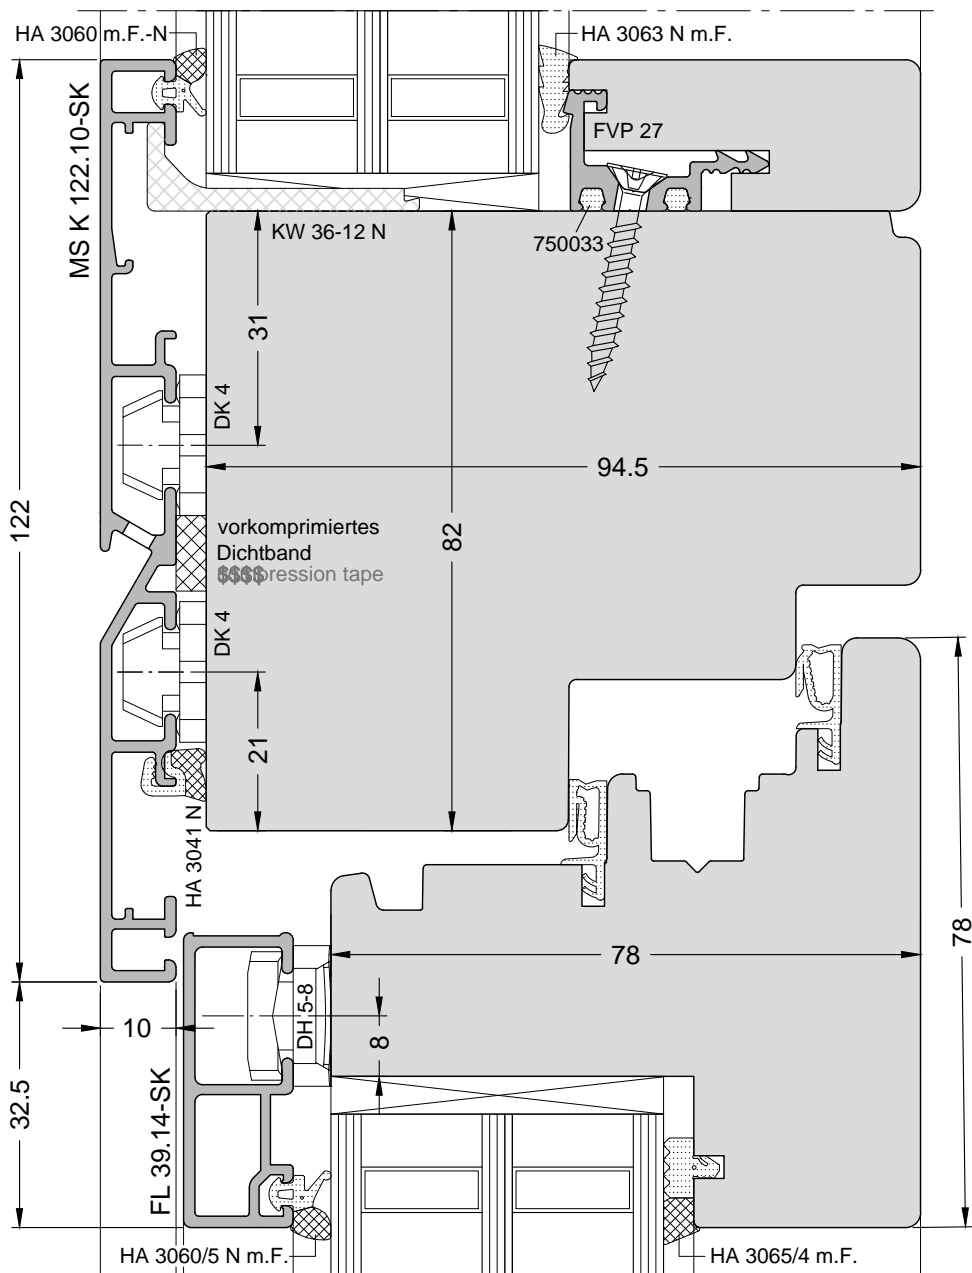 HA 3060 m.F.-N
HA 3063 N m.F.
MS K 122.10-SK
FVP 27
KW 36-12 N
750033
31
DK 4
94.5
122
82
vorkomprimiertes
Dichtband
$$$$pression tape
DK 4
21
HA 3041 N
78
78
DH 5-8
10
8
32.5
FL 39.14-SK
HA 3060/5 N m.F.
HA 3065/4 m.F.